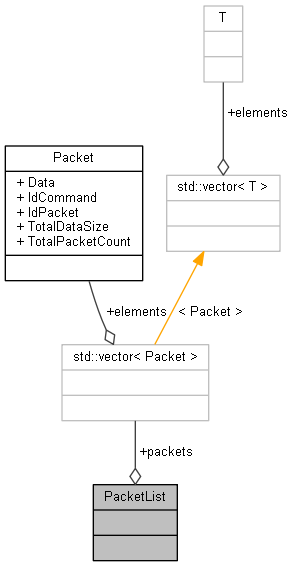 T
+elements
Packet
+ Data
+ IdCommand
+ IdPacket
+ TotalDataSize
+ TotalPacketCount
std::vector< T >
+elements
< Packet >
std::vector< Packet >
+packets
PacketList